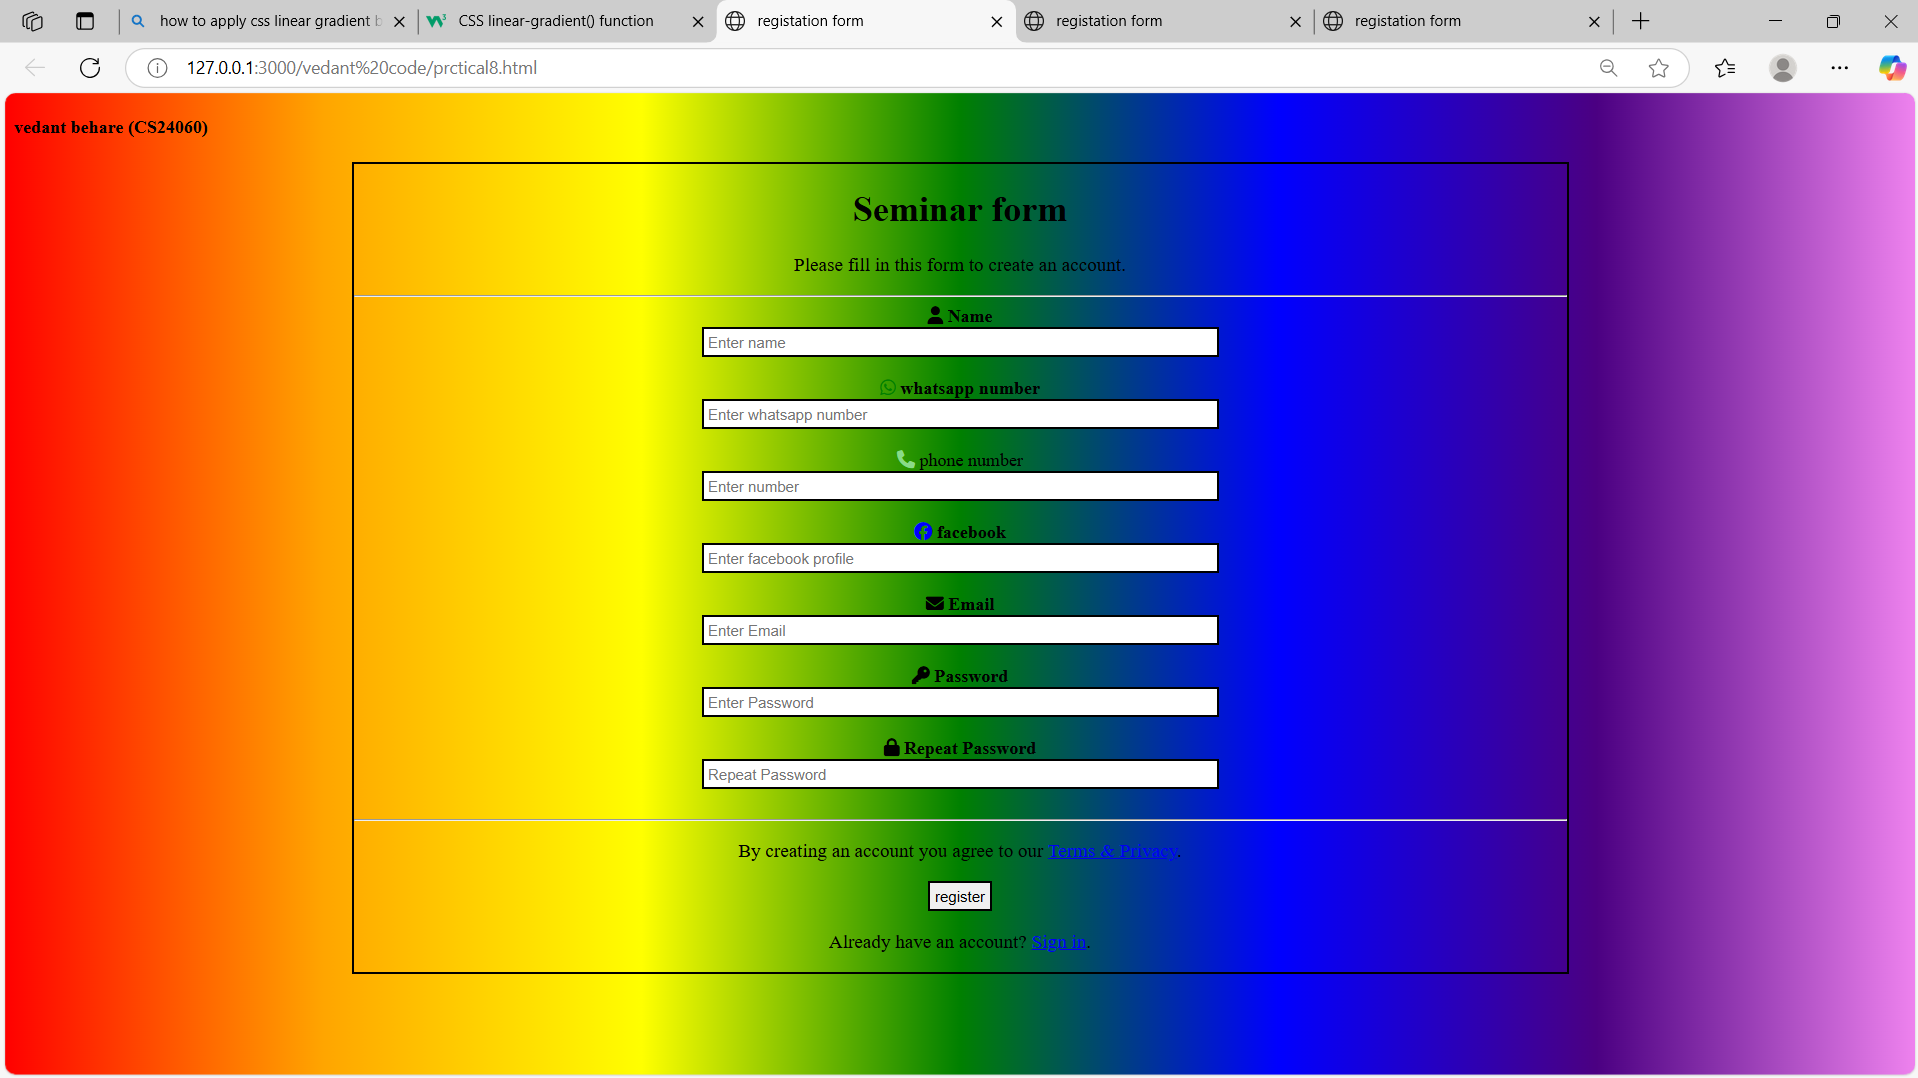 how to apply css linear gradient b
CSS linear-gradient() function
registation form
registation form
registation form
127.0.0.1:3000/vedant%20code/prctical8.html
vedant behare (CS24060)
Seminar form
Please fill in this form to create an account.
Name
Enter name
whatsapp number
Enter whatsapp number
phone number
Enter number
facebook
Enter facebook profile
Email
Enter Email
Password
Enter Password
Repeat Password
Repeat Password
By creating an account you agree to our Terms & Privacy.
register
Already have an account? Sign in.